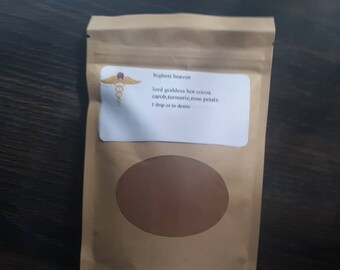 highest heaven
lord goddess hot cocoa
carob,turmeric,rose petals
1 tbsp or to desire